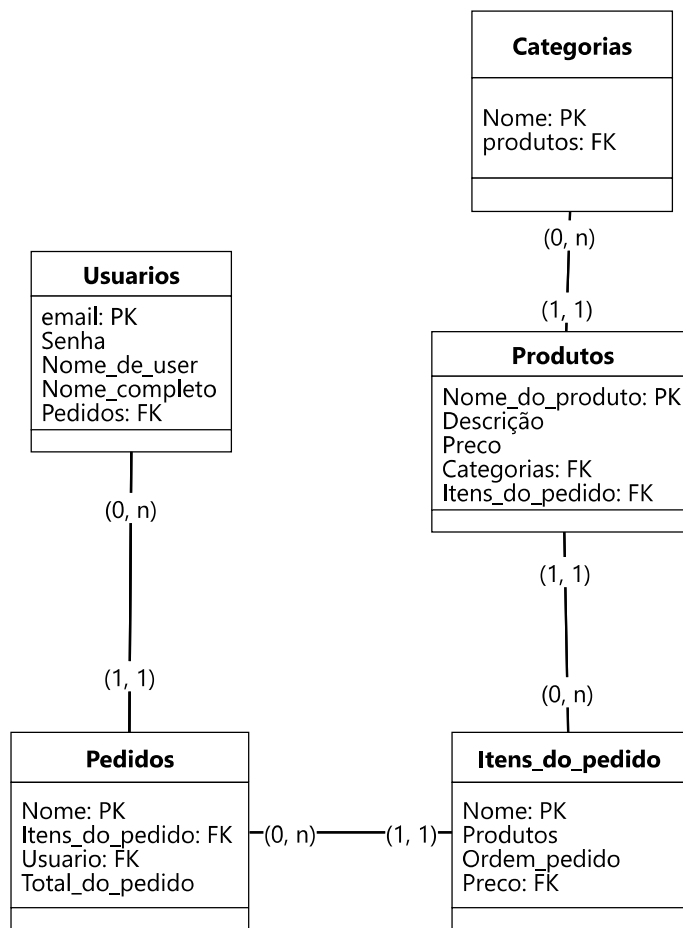 Categorias
Nome: PK
produtos: FK
(0, n)
(1, 1)
Usuarios
email: PK
Senha
Nome_de_user
Nome_completo
Pedidos: FK
(0, n)
(1, 1)
Produtos
Nome_do_produto: PK
Descrição
Preco
Categorias: FK
Itens_do_pedido: FK
(1, 1)
(0, n)
Pedidos
Nome: PK
Itens_do_pedido: FK
Usuario: FK
Total_do_pedido
(0, n)
(1, 1)
Itens_do_pedido
Nome: PK
Produtos
Ordem_pedido
Preco: FK